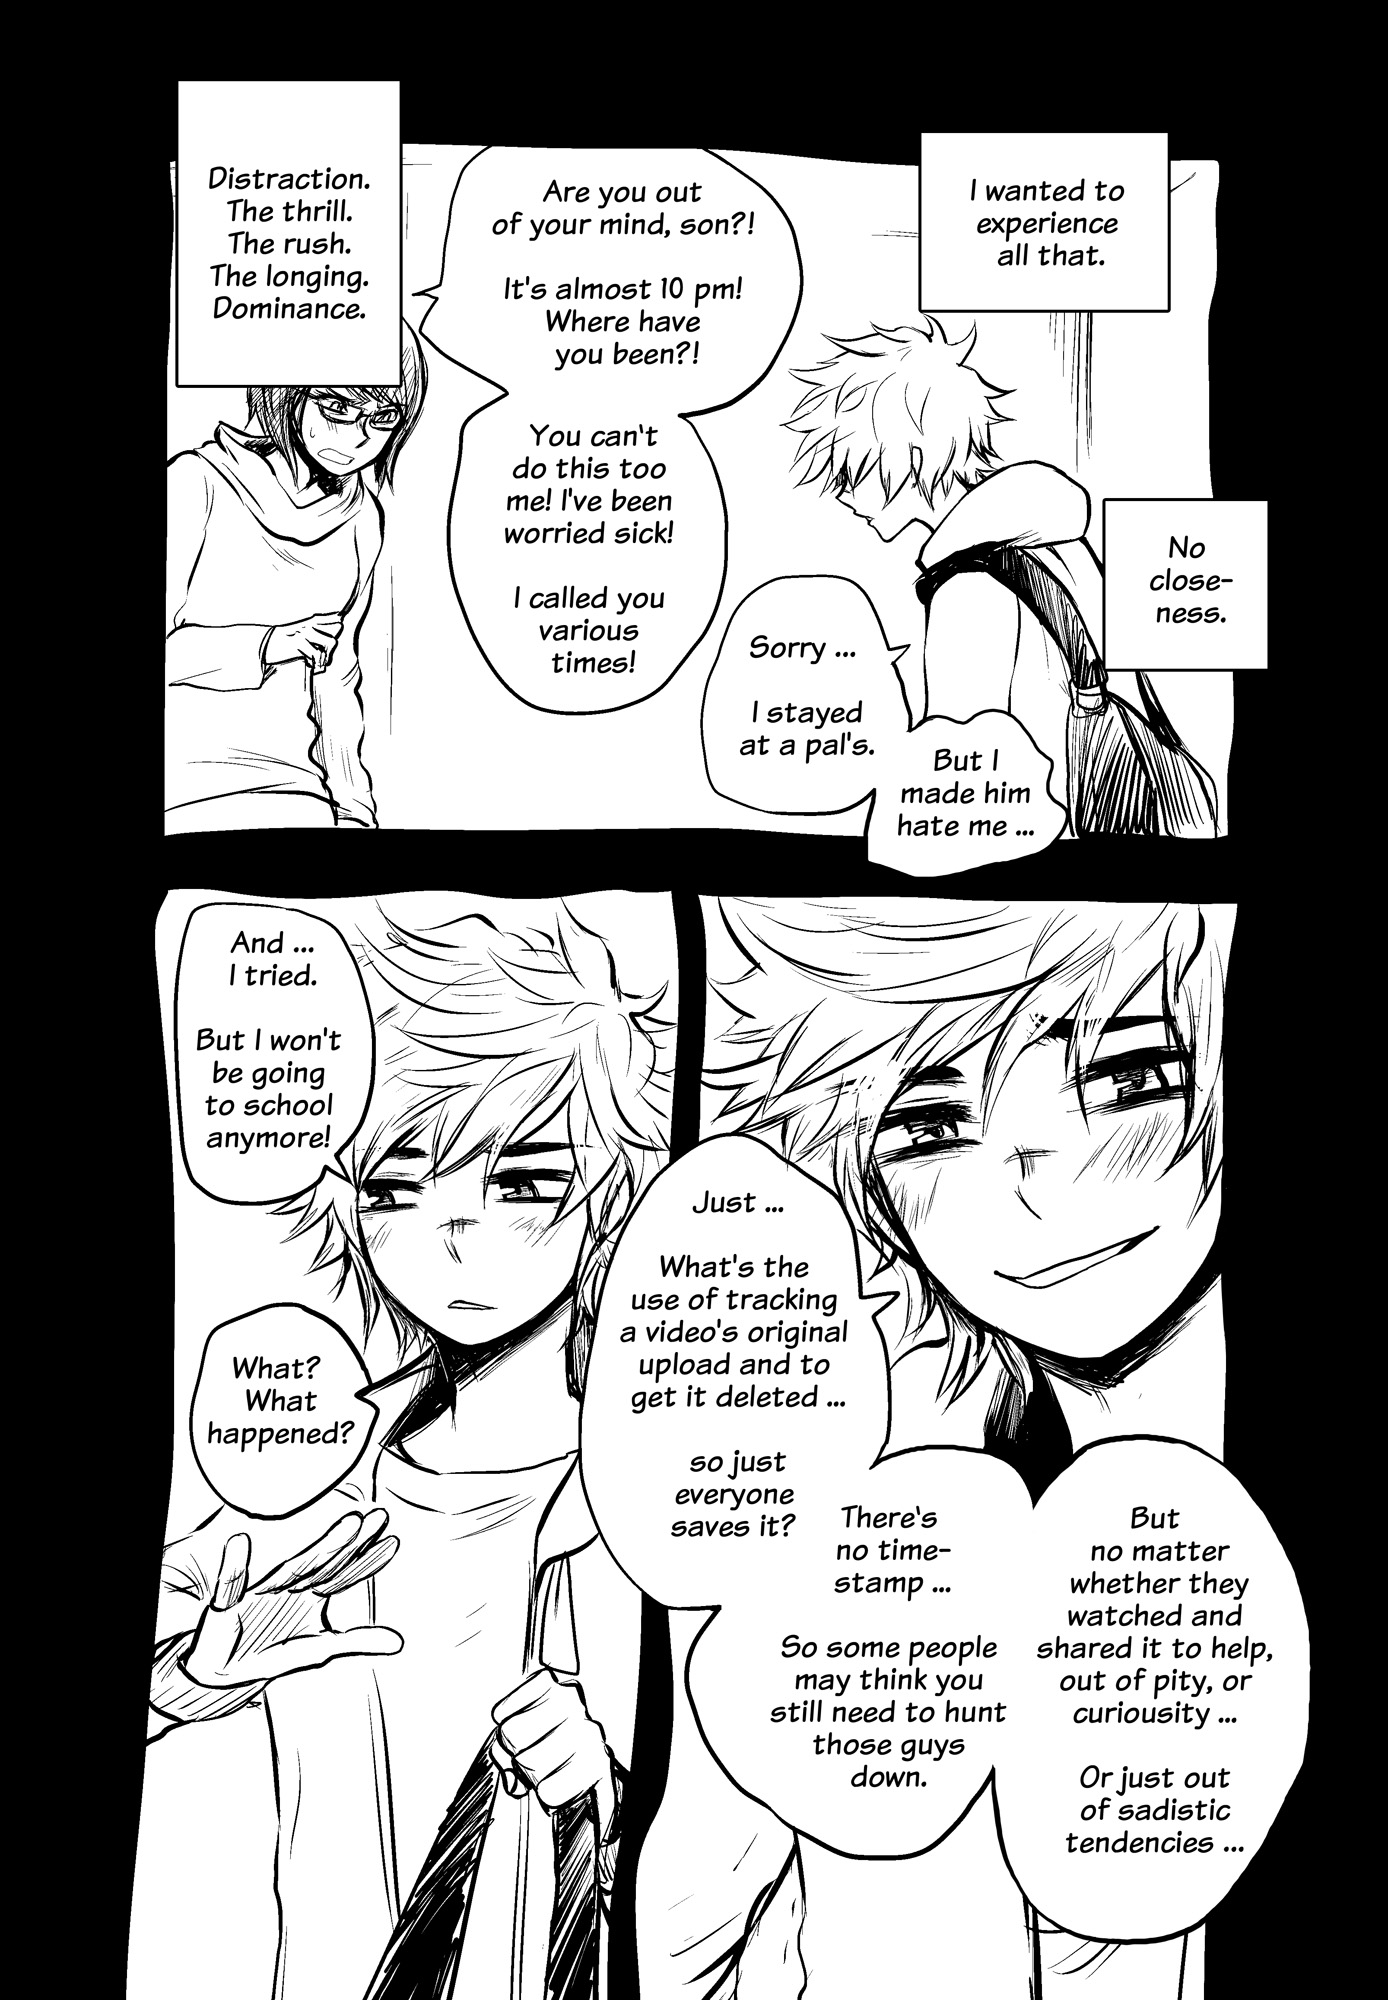 Distraction.
The thrill.
The rush.
The longing.
Dominance.
Are you out
of your mind, son?!
It's almost 10 pm!
Where have
you been?!
You can't
do this too
me! I've been
worried sick!
I called you
various
times!
I wanted to
experience
all that.
No
close-
ness.
Sorry ...
I stayed
at a pal's.
But I
made him
hate me ...
And ...
I tried.
But I won't
be going
to school
anymore!
What?
What
happened?
Just ...
What's the
use of tracking
a video's original
upload and to
get it deleted ...
so just
everyone
saves it?
There's
no time-
stamp ...
So some people
may think you
still need to hunt
those guys
down.
But
no matter
whether they
watched and
shared it to help,
out of pity, or
curiousity ...
Or just out
of sadistic
tendencies ...